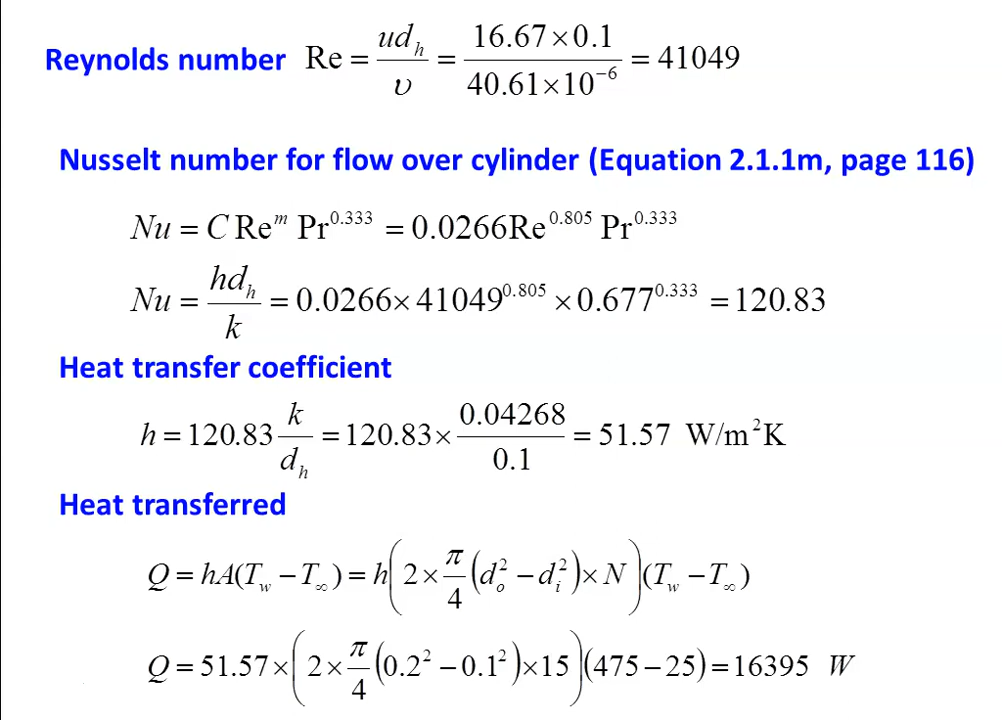 Reynolds number Re = ud_h / υ = 16.67×0.1 / 40.61×10^−6 = 41049
Nusselt number for flow over cylinder (Equation 2.1.1m, page 116)
Nu = C Re^m Pr^0.333 = 0.0266Re^0.805 Pr^0.333
Nu = hd_h / k = 0.0266×41049^0.805 ×0.677^0.333 = 120.83
Heat transfer coefficient
h = 120.83 k / d_h = 120.83× 0.04268 / 0.1 = 51.57 W/m²K
Heat transferred
Q = hA(T_w − T_∞) = h(2× π/4 (d_o² − d_i²)×N)(T_w − T_∞)
Q = 51.57×(2× π/4 (0.2² − 0.1²)×15)(475−25) = 16395 W